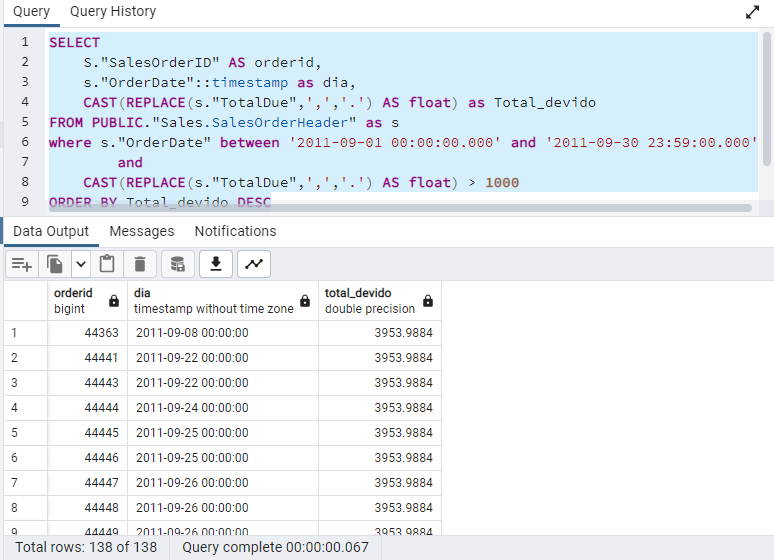 Query Query History
1 SELECT
2 S."SalesOrderID" AS orderid,
3 s."OrderDate"::timestamp as dia,
4 CAST(REPLACE(s."TotalDue",',','.') AS float) as Total_devido
5 FROM PUBLIC."Sales.SalesOrderHeader" as s
6 where s."OrderDate" between '2011-09-01 00:00:00.000' and '2011-09-30 23:59:00.000'
7 and
8 CAST(REPLACE(s."TotalDue",',','.') AS float) > 1000
9 ORDER BY Total_devido DESC
Data Output Messages Notifications
orderid dia total_devido
bigint timestamp without time zone double precision
1 44363 2011-09-08 00:00:00 3953.9884
2 44441 2011-09-22 00:00:00 3953.9884
3 44443 2011-09-22 00:00:00 3953.9884
4 44444 2011-09-24 00:00:00 3953.9884
5 44445 2011-09-25 00:00:00 3953.9884
6 44446 2011-09-25 00:00:00 3953.9884
7 44447 2011-09-26 00:00:00 3953.9884
8 44448 2011-09-26 00:00:00 3953.9884
9 44449 2011-09-26 00:00:00 3953.9884
Total rows: 138 of 138 Query complete 00:00:00.067